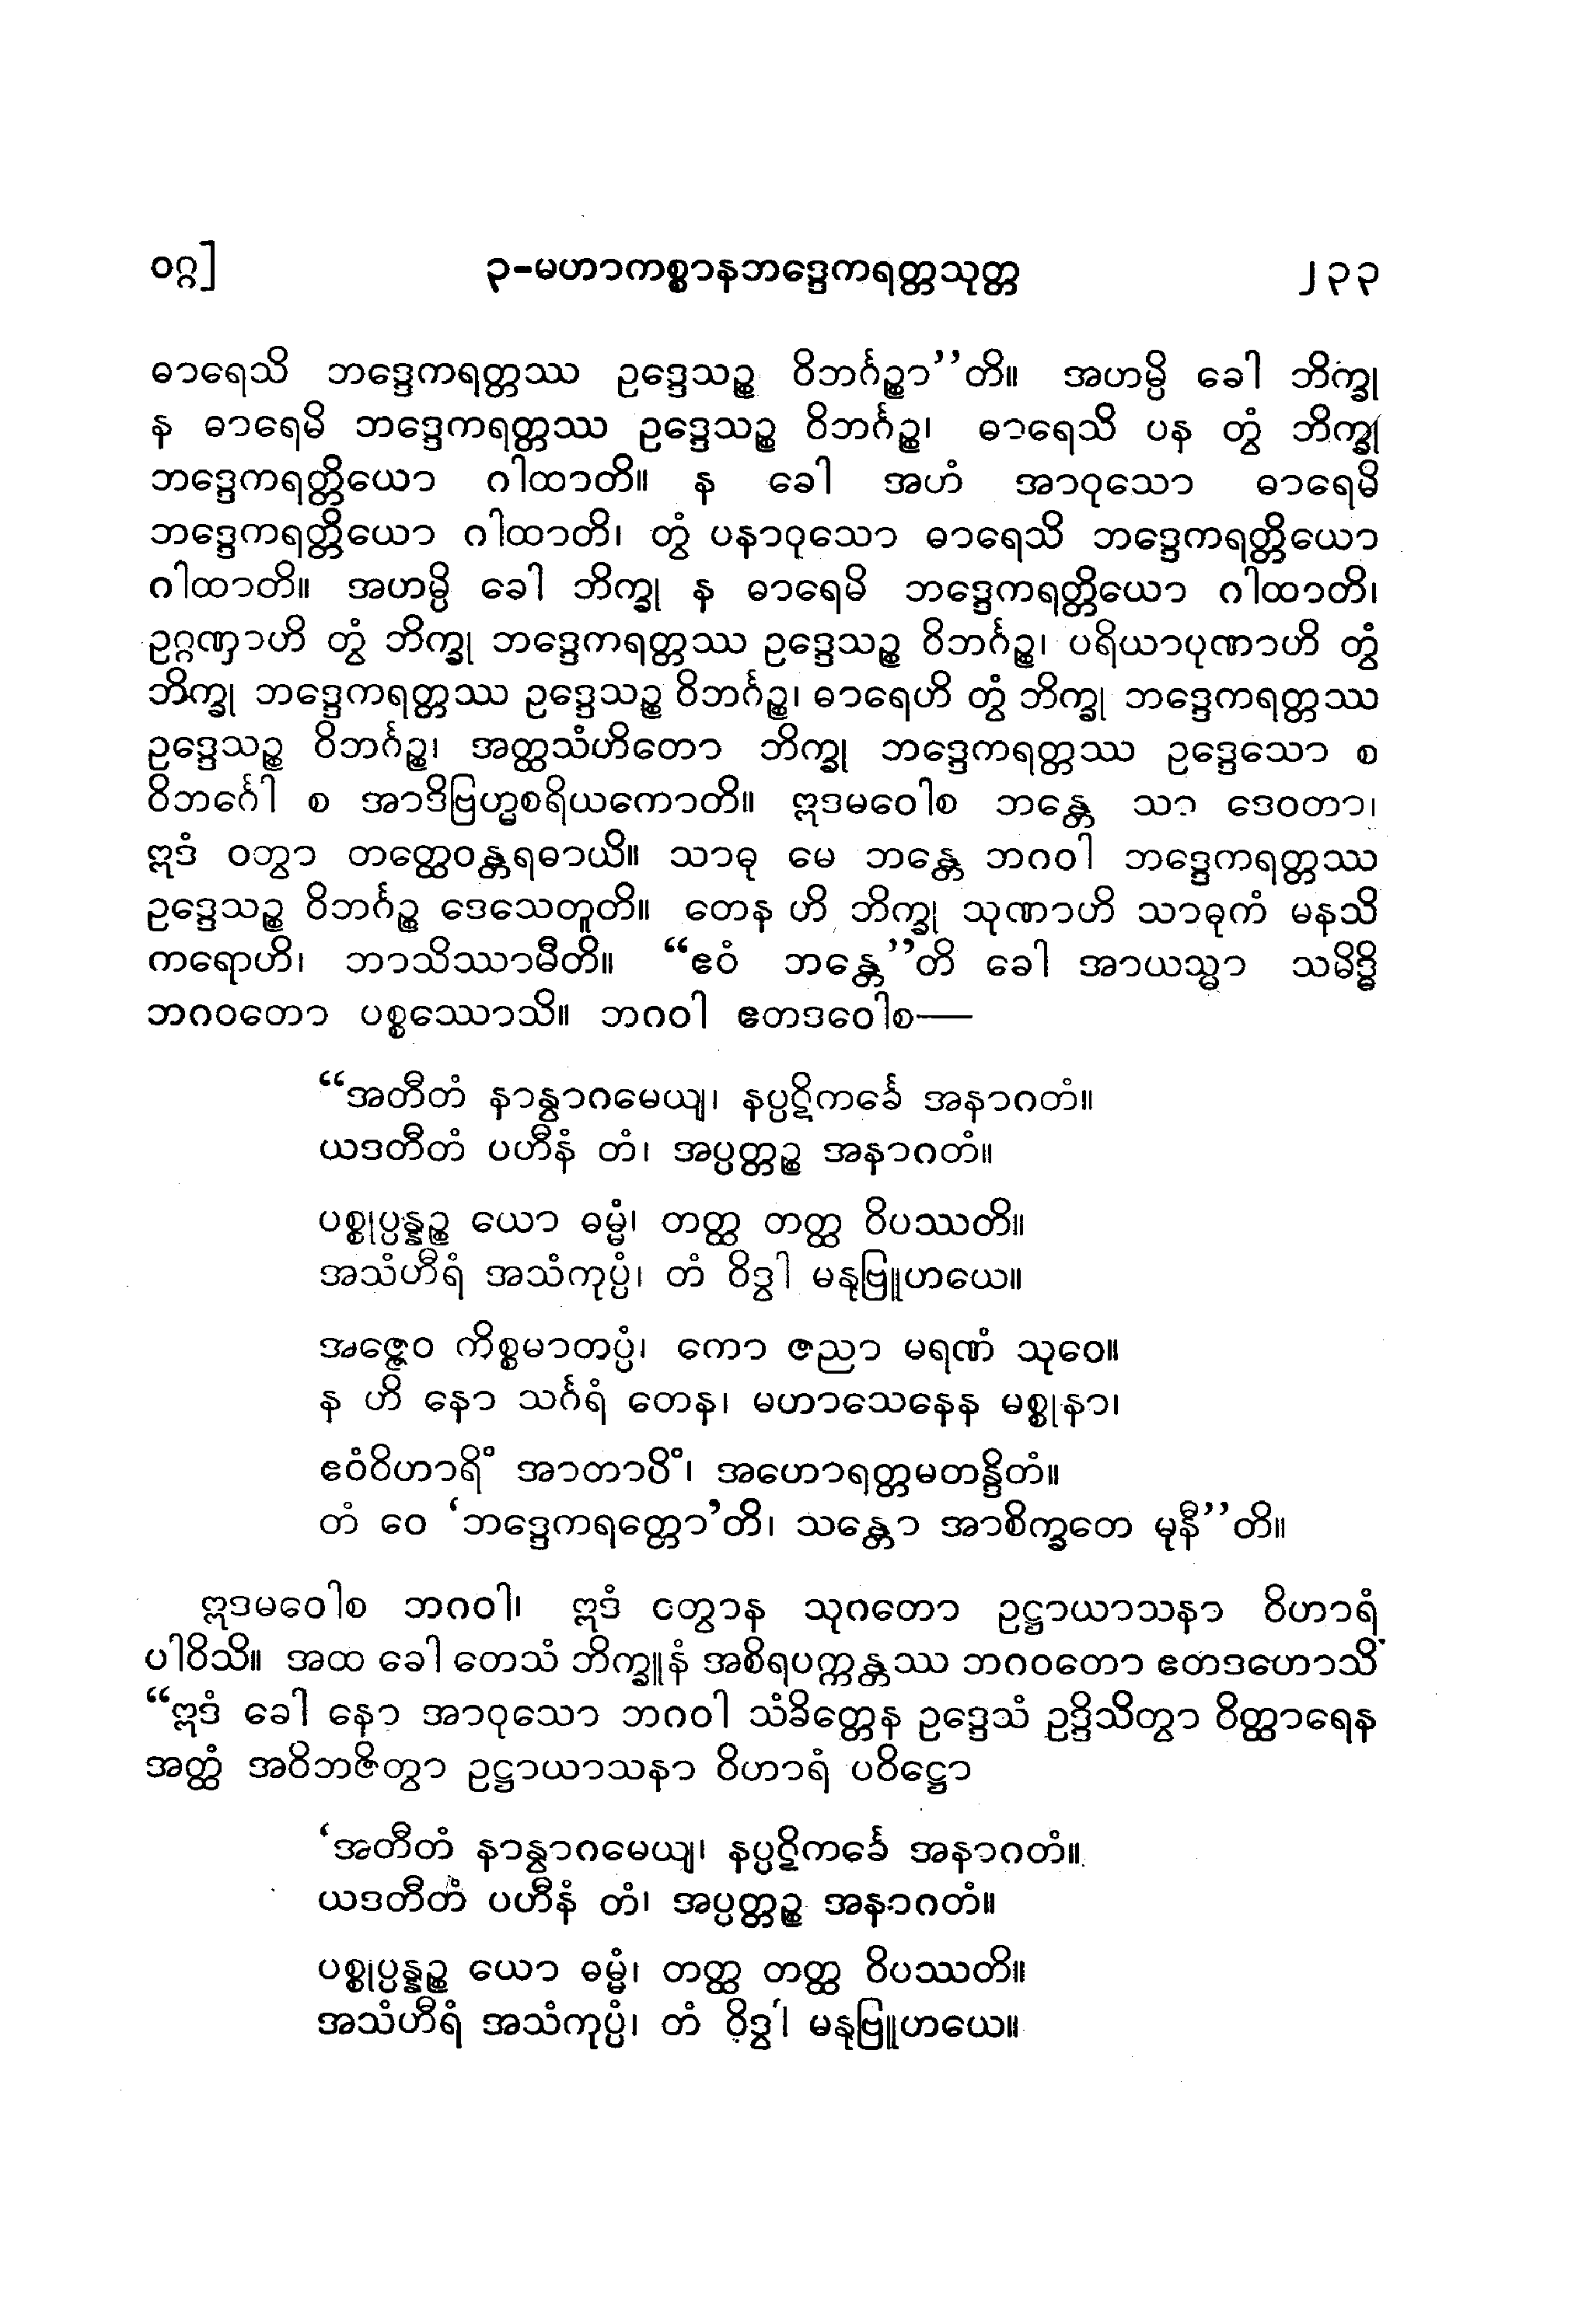 ဝဂ္ဂ]
၃-မဟာကစ္စာနဘဒ္ဒေကရတ္တသုတ္တ
၂၃၃
ဓာရေသိ ဘဒ္ဒေကရတ္တဿ ဥဒ္ဒေသဉ္စ ဝိဘင်္ဂဉ္စာ’’တိ။ အဟမ္ပိ ခေါ ဘိက္ခု
န ဓာရေမိ ဘဒ္ဒေကရတ္တဿ ဥဒ္ဒေသဉ္စ ဝိဘင်္ဂဉ္စ၊ ဓာရေသိ ပန တွံ ဘိက္ခု
ဘဒ္ဒေကရတ္တိယော ဂါထာတိ။ န ခေါ အဟံ အာဝုသော ဓာရေမိ
ဘဒ္ဒေကရတ္တိယော ဂါထာတိ၊ တွံ ပနာဝုသော ဓာရေသိ ဘဒ္ဒေကရတ္တိယော
ဂါထာတိ။ အဟမ္ပိ ခေါ ဘိက္ခု န ဓာရေမိ ဘဒ္ဒေကရတ္တိယော ဂါထာတိ၊
ဥဂ္ဂဏှာဟိ တွံ ဘိက္ခု ဘဒ္ဒေကရတ္တဿ ဥဒ္ဒေသဉ္စ ဝိဘင်္ဂဉ္စ၊ ပရိယာပုဏာဟိ တွံ
ဘိက္ခု ဘဒ္ဒေကရတ္တဿ ဥဒ္ဒေသဉ္စ ဝိဘင်္ဂဉ္စ၊ ဓာရေဟိ တွံ ဘိက္ခု ဘဒ္ဒေကရတ္တဿ
ဥဒ္ဒေသဉ္စ ဝိဘင်္ဂဉ္စ၊ အတ္ထသံဟိတော ဘိက္ခု ဘဒ္ဒေကရတ္တဿ ဥဒ္ဒေသော စ
ဝိဘင်္ဂေါ စ အာဒိဗြဟ္မစရိယကောတိ။ ဣဒမဝေါစ ဘန္တေ သာ ဒေဝတာ၊
ဣဒံ ဝတွာ တတ္ထေဝန္တရဓာယိ။ သာဓု မေ ဘန္တေ ဘဂဝါ ဘဒ္ဒေကရတ္တဿ
ဥဒ္ဒေသဉ္စ ဝိဘင်္ဂဉ္စ ဒေသေတူတိ။ တေန ဟိ ဘိက္ခု သုဏာဟိ သာဓုကံ မနသိ
ကရောဟိ၊ ဘာသိဿာမီတိ။ “ဧဝံ ဘန္တေ’’တိ ခေါ အာယသ္မာ သမိဒ္ဓိ
ဘဂဝတော ပစ္စဿောသိ။ ဘဂဝါ ဧတဒဝေါစ—
“အတီတံ နာနွာဂမေယျ၊ နပ္ပဋိကင်္ခေ အနာဂတံ။
ယဒတီတံ ပဟီနံ တံ၊ အပ္ပတ္တဉ္စ အနာဂတံ။
ပစ္စုပ္ပန္နဉ္စ ယော ဓမ္မံ၊ တတ္ထ တတ္ထ ဝိပဿတိ။
အသံဟီရံ အသံကုပ္ပံ၊ တံ ဝိဒွါ မနုဗြူဟယေ။
အဇ္ဇေဝ ကိစ္စမာတပ္ပံ၊ ကော ဇညာ မရဏံ သုဝေ။
န ဟိ နော သင်္ဂရံ တေန၊ မဟာသေနေန မစ္စုနာ၊
ဧဝံဝိဟာရိံ အာတာပိံ၊ အဟောရတ္တမတန္ဒိတံ။
တံ ဝေ ‘ဘဒ္ဒေကရတ္တော’တိ၊ သန္တော အာစိက္ခတေ မုနီ’’တိ။
ဣဒမဝေါစ ဘဂဝါ၊ ဣဒံ ဝတွာန သုဂတော ဥဋ္ဌာယာသနာ ဝိဟာရံ
ပါဝိသိ။ အထ ခေါ တေသံ ဘိက္ခူနံ အစိရပက္ကန္တဿ ဘဂဝတော ဧတဒဟောသိ
“ဣဒံ ခေါ နော အာဝုသော ဘဂဝါ သံခိတ္တေန ဥဒ္ဒေသံ ဥဒ္ဒိသိတွာ ဝိတ္ထာရေန
အတ္ထံ အဝိဘဇိတွာ ဥဋ္ဌာယာသနာ ဝိဟာရံ ပဝိဋ္ဌော
‘အတီတံ နာနွာဂမေယျ၊ နပ္ပဋိကင်္ခေ အနာဂတံ။
ယဒတီတံ ပဟီနံ တံ၊ အပ္ပတ္တဉ္စ အနာဂတံ။
ပစ္စုပ္ပန္နဉ္စ ယော ဓမ္မံ၊ တတ္ထ တတ္ထ ဝိပဿတိ။
အသံဟီရံ အသံကုပ္ပံ၊ တံ ဝိဒွါ မနုဗြူဟယေ။